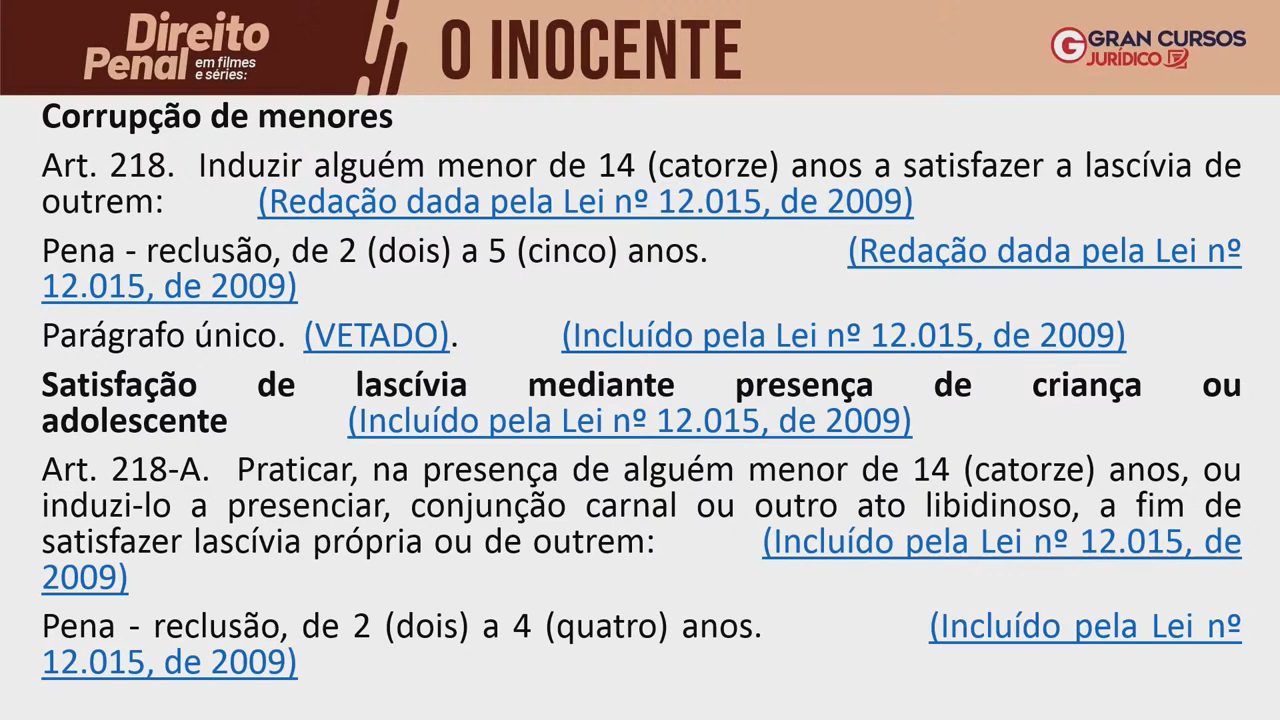 Direito
Penal em filmes
e séries:
O INOCENTE
GRAN CURSOS
JURÍDICO
Corrupção de menores
Art. 218. Induzir alguém menor de 14 (catorze) anos a satisfazer a lascívia de
outrem: (Redação dada pela Lei nº 12.015, de 2009)
Pena - reclusão, de 2 (dois) a 5 (cinco) anos. (Redação dada pela Lei nº
12.015, de 2009)
Parágrafo único. (VETADO). (Incluído pela Lei nº 12.015, de 2009)
Satisfação de lascívia mediante presença de criança ou
adolescente (Incluído pela Lei nº 12.015, de 2009)
Art. 218-A. Praticar, na presença de alguém menor de 14 (catorze) anos, ou
induzi-lo a presenciar, conjunção carnal ou outro ato libidinoso, a fim de
satisfazer lascívia própria ou de outrem: (Incluído pela Lei nº 12.015, de
2009)
Pena - reclusão, de 2 (dois) a 4 (quatro) anos. (Incluído pela Lei nº
12.015, de 2009)